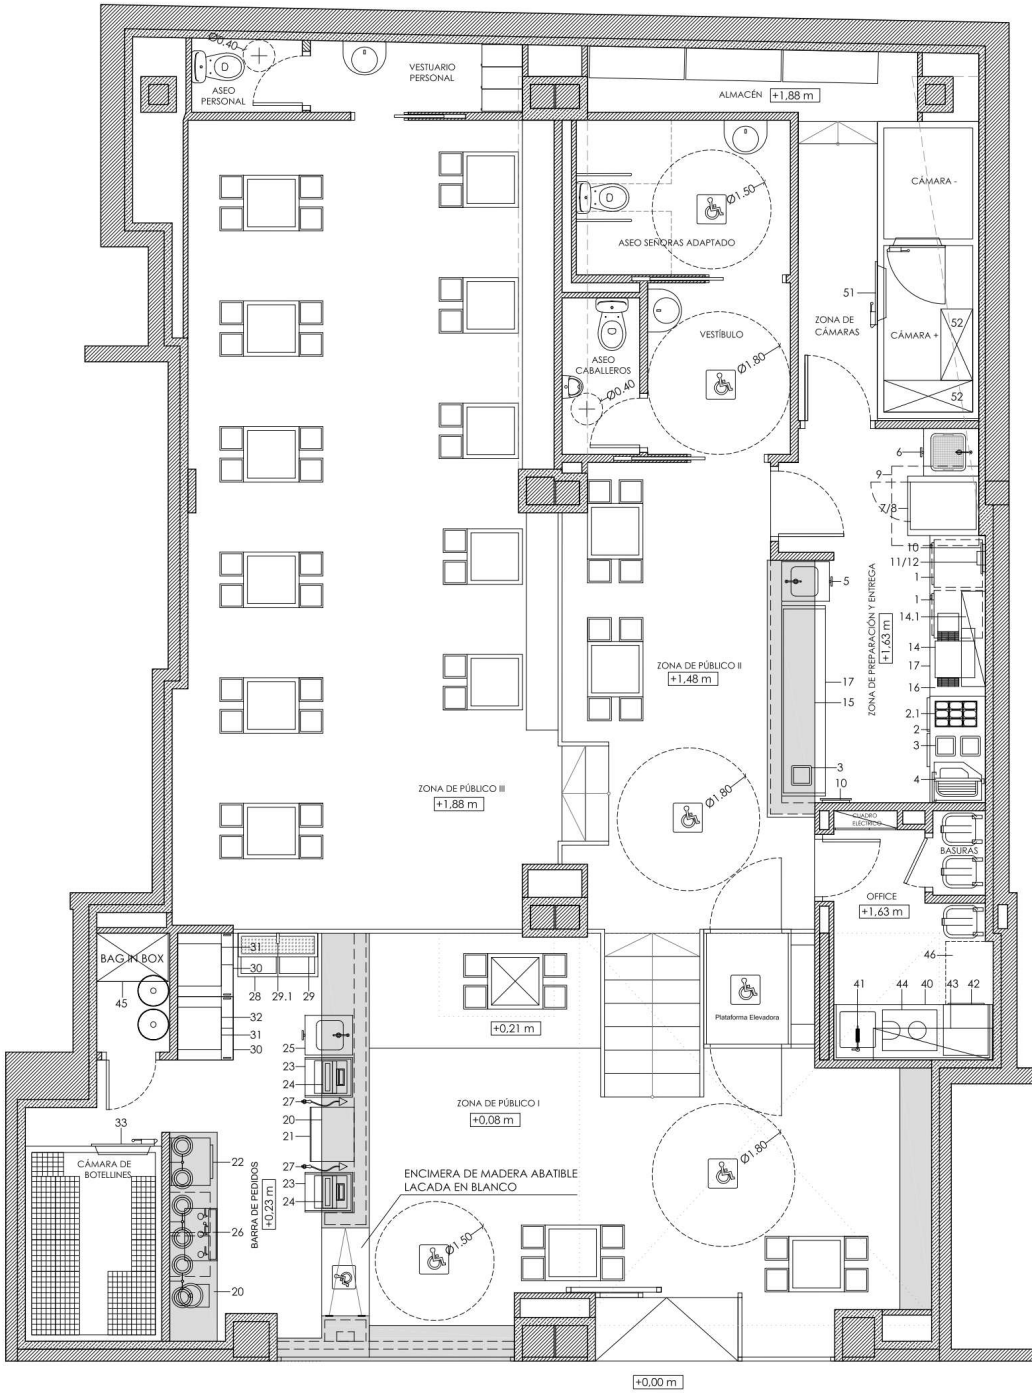 Ø0.40
D
ASEO
PERSONAL
VESTUARIO
PERSONAL
ALMACÉN +1,88 m
CÁMARA -
D
Ø1.50
ASEO SEÑORAS ADAPTADO
51
ZONA DE
CÁMARAS
CÁMARA +
52
52
VESTÍBULO
Ø1.80
ASEO
CABALLEROS
Ø0.40
6
9
7/8
10
11/12
1
1
14.1
14
17
16
2.1
2
3
4
5
ZONA DE PREPARACIÓN Y ENTREGA
+1,63 m
17
15
3
10
ZONA DE PÚBLICO II
+1,48 m
ZONA DE PÚBLICO III
+1,88 m
Ø1.80
CUADRO
ELÉCTRICO
BASURAS
OFFICE
+1,63 m
46
41
44
40
43
42
BAG IN BOX
45
31
30
32
31
30
28
29.1
29
+0,21 m
Plataforma Elevadora
25
23
24
27
20
21
27
23
24
ZONA DE PÚBLICO I
+0,08 m
Ø1.80
33
CÁMARA DE
BOTELLINES
22
26
20
BARRA DE PEDIDOS
+0,23 m
ENCIMERA DE MADERA ABATIBLE
LACADA EN BLANCO
Ø1.50
+0,00 m